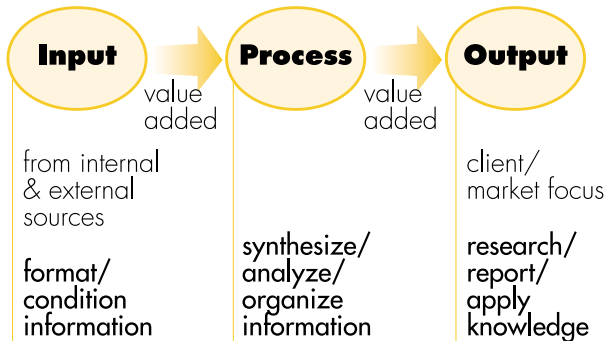 Input
Process
Output
value
added
value
added
from internal
& external
sources
client/
market focus
format/
condition
information
synthesize/
analyze/
organize
information
research/
report/
apply
knowledge